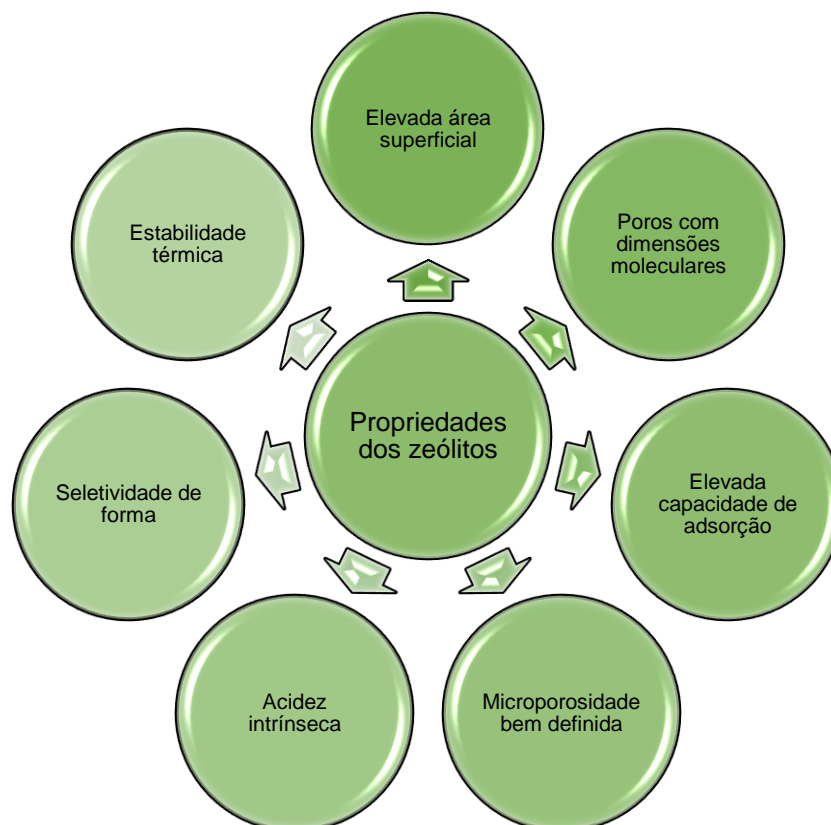 Elevada área
superficial
Poros com
dimensões
moleculares
Elevada
capacidade de
adsorção
Microporosidade
bem definida
Acidez
intrínseca
Seletividade de
forma
Estabilidade
térmica
Propriedades
dos zeólitos